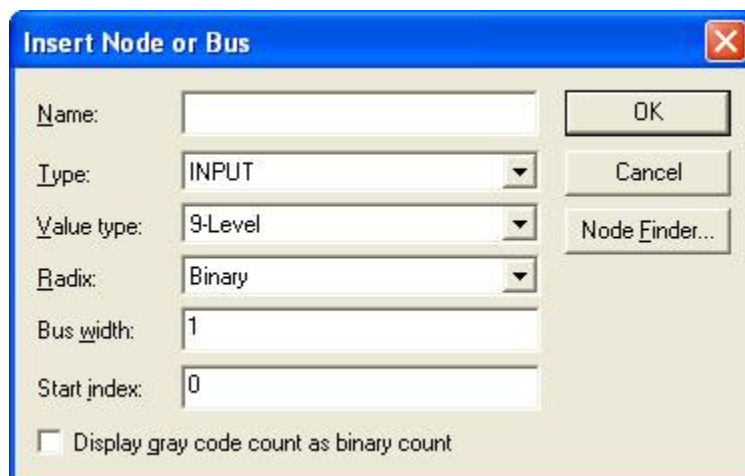 Insert Node or Bus
Name:
OK
Type: INPUT
Cancel
Value type: 9-Level
Node Finder...
Radix: Binary
Bus width: 1
Start index: 0
Display gray code count as binary count